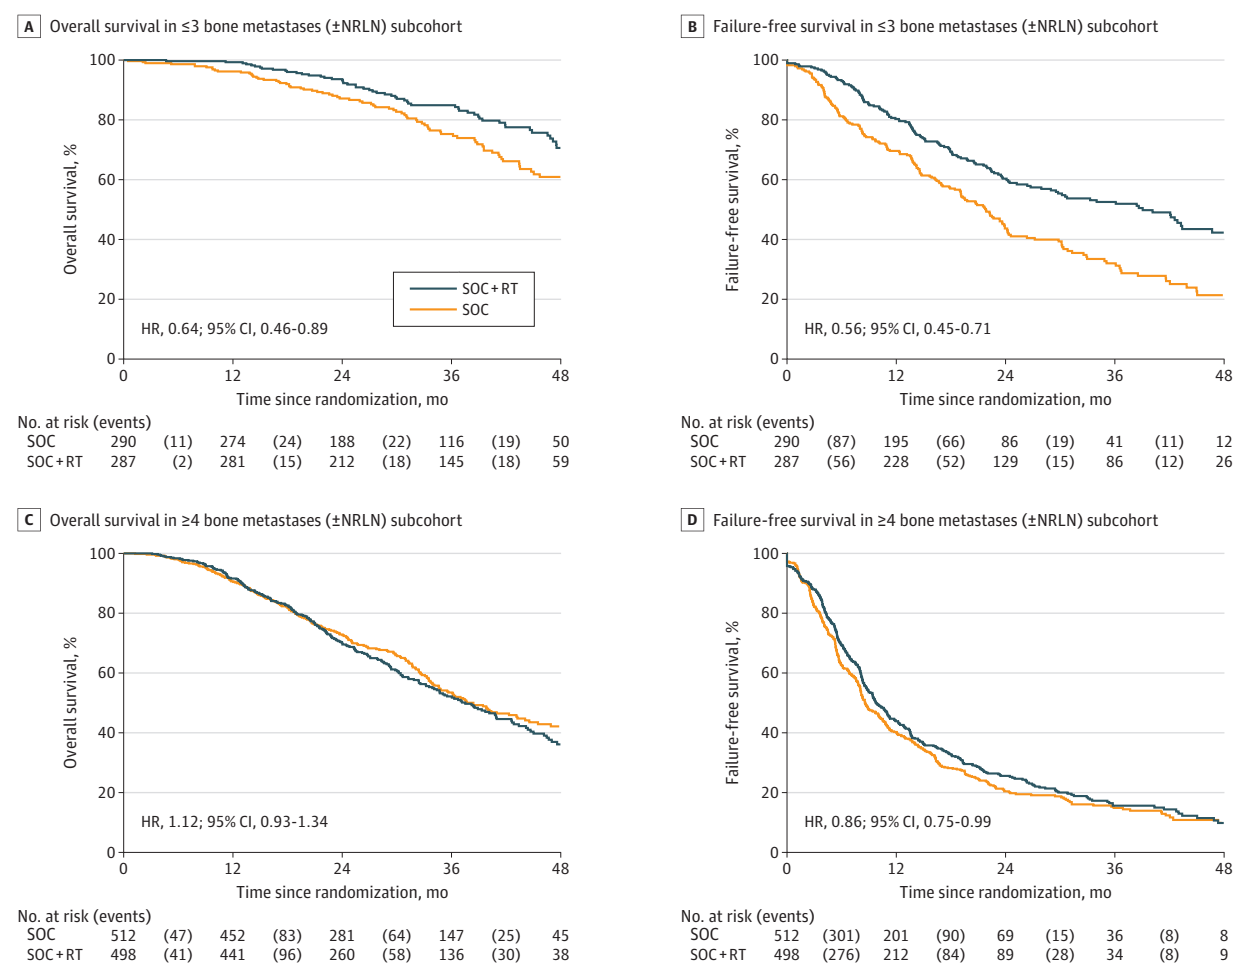 A Overall survival in ≤3 bone metastases (±NRLN) subcohort
100
80
60
40
20
0
Overall survival, %
SOC+RT
SOC
HR, 0.64; 95% CI, 0.46-0.89
0 12 24 36 48
Time since randomization, mo
No. at risk (events)
SOC 290 (11) 274 (24) 188 (22) 116 (19) 50
SOC+RT 287 (2) 281 (15) 212 (18) 145 (18) 59
B Failure-free survival in ≤3 bone metastases (±NRLN) subcohort
100
80
60
40
20
0
Failure-free survival, %
HR, 0.56; 95% CI, 0.45-0.71
0 12 24 36 48
Time since randomization, mo
No. at risk (events)
SOC 290 (87) 195 (66) 86 (19) 41 (11) 12
SOC+RT 287 (56) 228 (52) 129 (15) 86 (12) 26
C Overall survival in ≥4 bone metastases (±NRLN) subcohort
100
80
60
40
20
0
Overall survival, %
HR, 1.12; 95% CI, 0.93-1.34
0 12 24 36 48
Time since randomization, mo
No. at risk (events)
SOC 512 (47) 452 (83) 281 (64) 147 (25) 45
SOC+RT 498 (41) 441 (96) 260 (58) 136 (30) 38
D Failure-free survival in ≥4 bone metastases (±NRLN) subcohort
100
80
60
40
20
0
Failure-free survival, %
HR, 0.86; 95% CI, 0.75-0.99
0 12 24 36 48
Time since randomization, mo
No. at risk (events)
SOC 512 (301) 201 (90) 69 (15) 36 (8) 8
SOC+RT 498 (276) 212 (84) 89 (28) 34 (8) 9